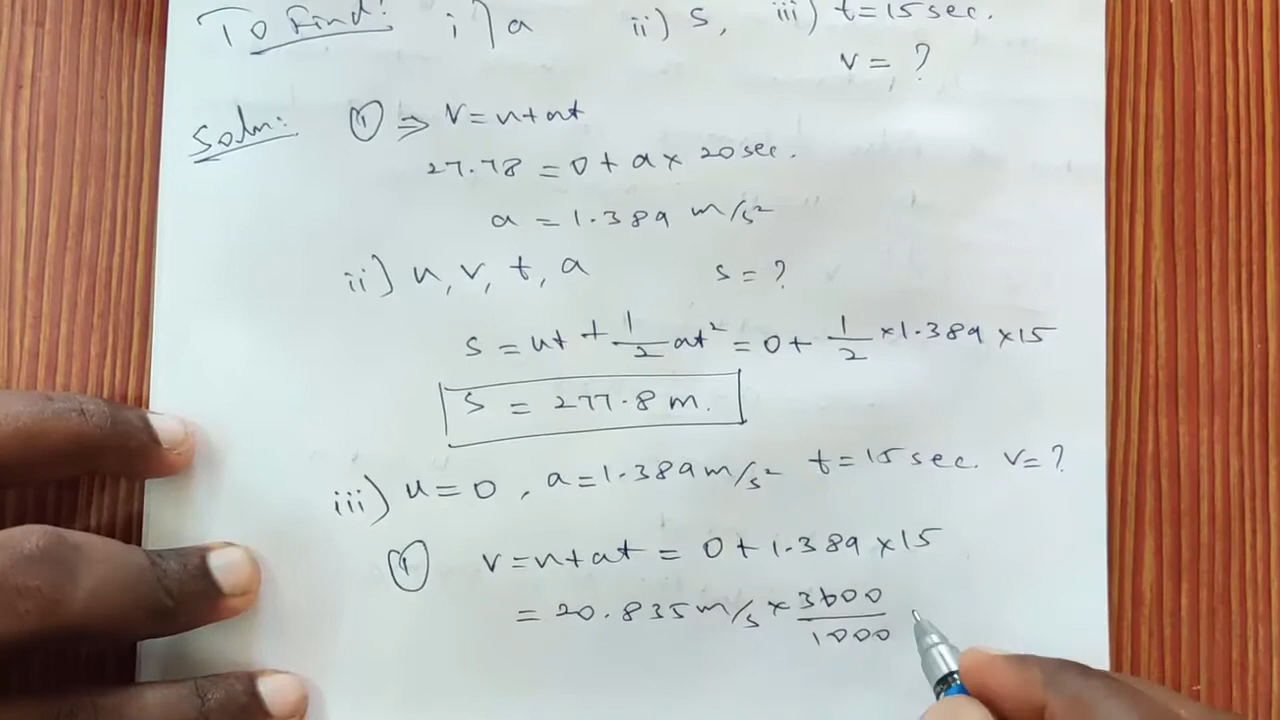 To Find: i) a ii) S, iii) t=15 sec.
v = ?
Soln: ① ⇒ V=u+at
27.78 = 0 + a × 20 sec.
a = 1.389 m/s²
ii) u, v, t, a s = ?
s = ut + 1/2 at² = 0 + 1/2 × 1.389 × 15
S = 277.8 m.
iii) u = 0, a = 1.389 m/s² t = 15 sec. v = ?
① v = u + at = 0 + 1.389 × 15
= 20.835 m/s × 3600/1000